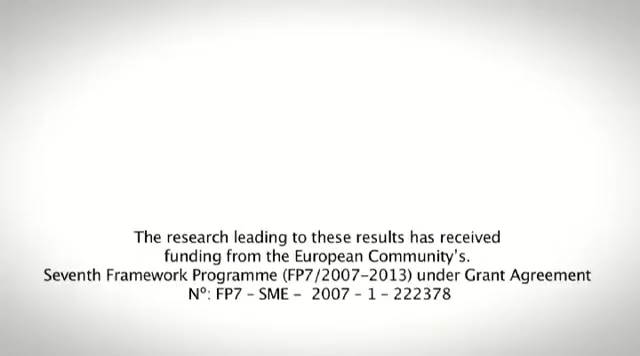 The research leading to these results has received
funding from the European Community's.
Seventh Framework Programme (FP7/2007-2013) under Grant Agreement
Nº: FP7 - SME - 2007 - 1 - 222378